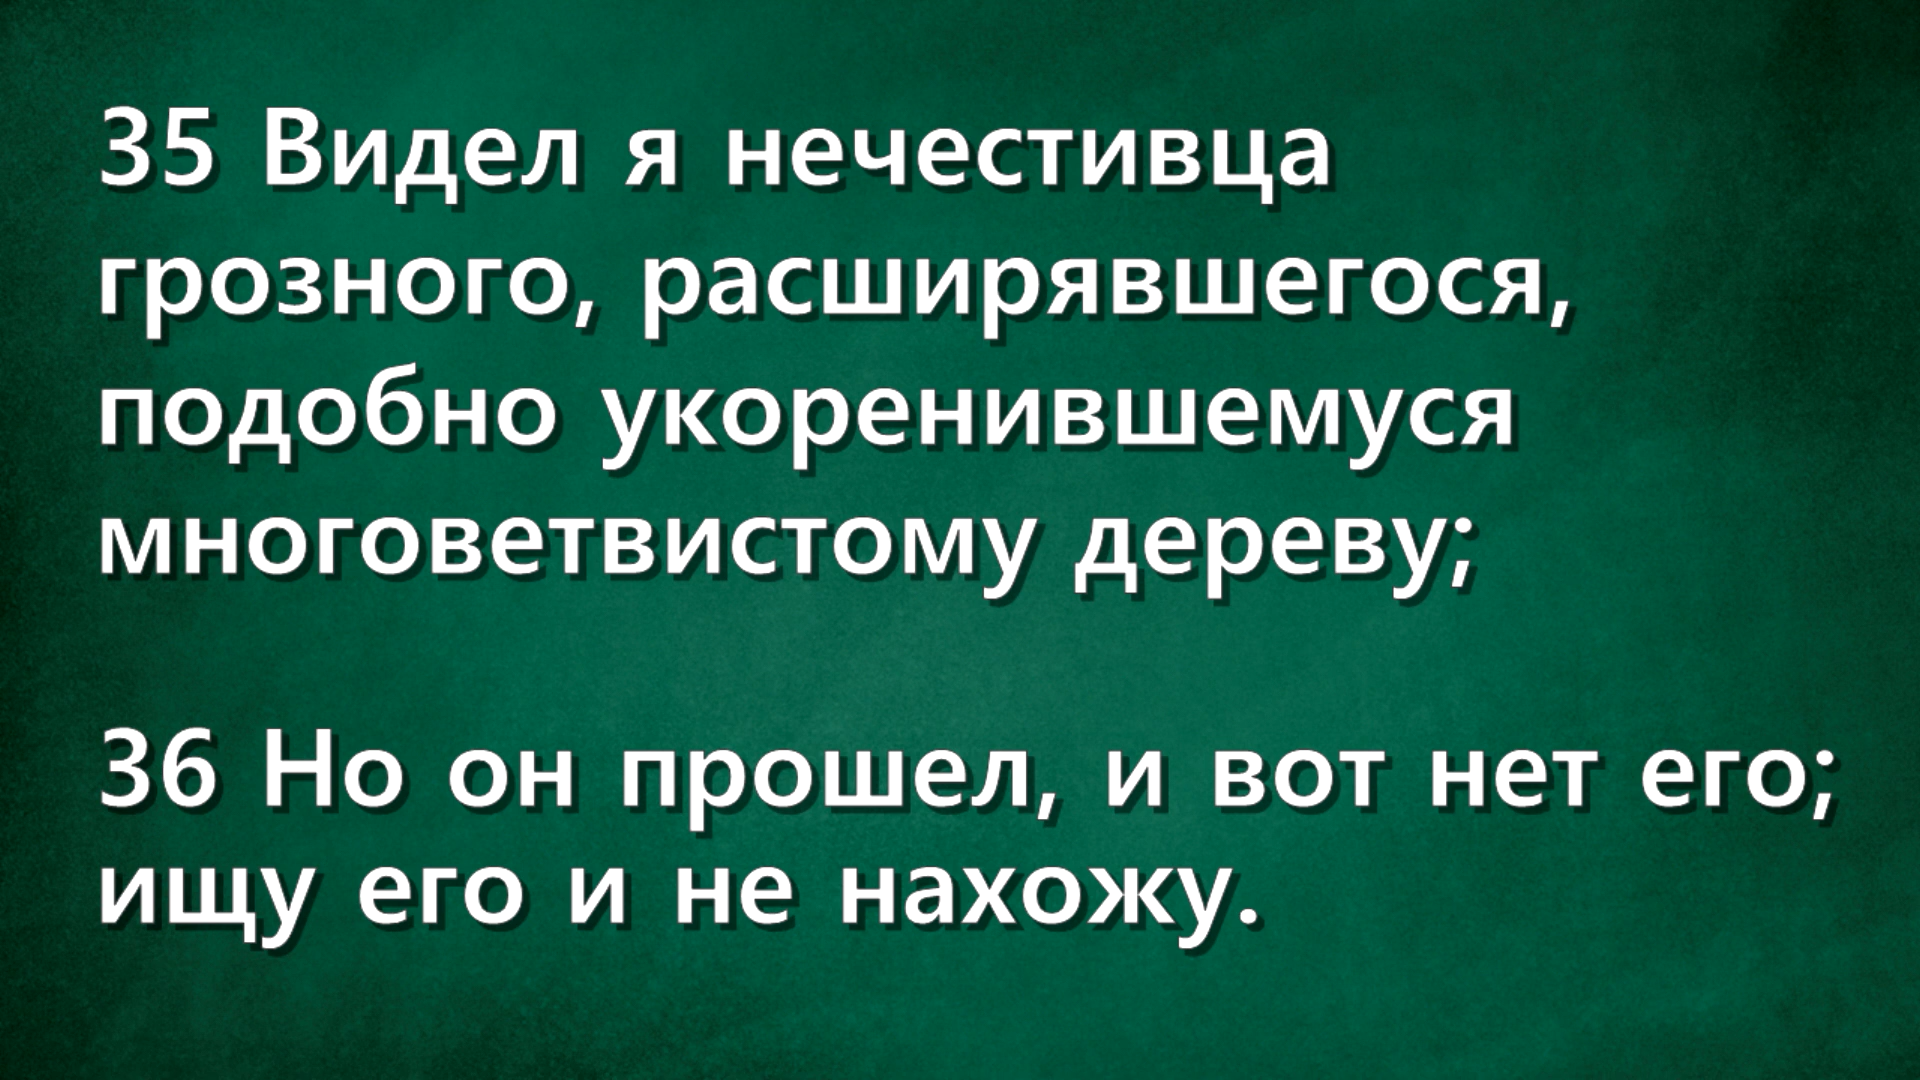 35 Видел я нечестивца
грозного, расширявшегося,
подобно укоренившемуся
многоветвистому дереву;
36 Но он прошел, и вот нет его;
ищу его и не нахожу.